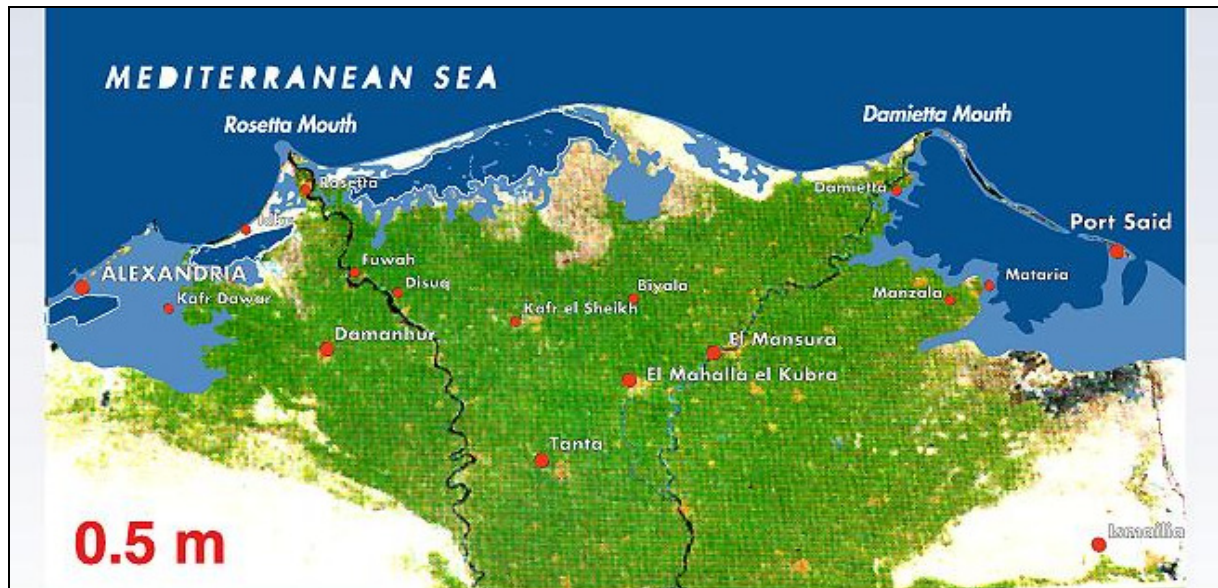 MEDITERRANEAN SEA
Rosetta Mouth
Damietta Mouth
Rosetta
Damietta
Port Said
ALEXANDRIA
Fuwah
Mataria
Kafr Dawar
Disuq
Biyala
Manzala
Kafr el Sheikh
Damanhur
El Mansura
El Mahalla el Kubra
Tanta
0.5 m
Ismailia